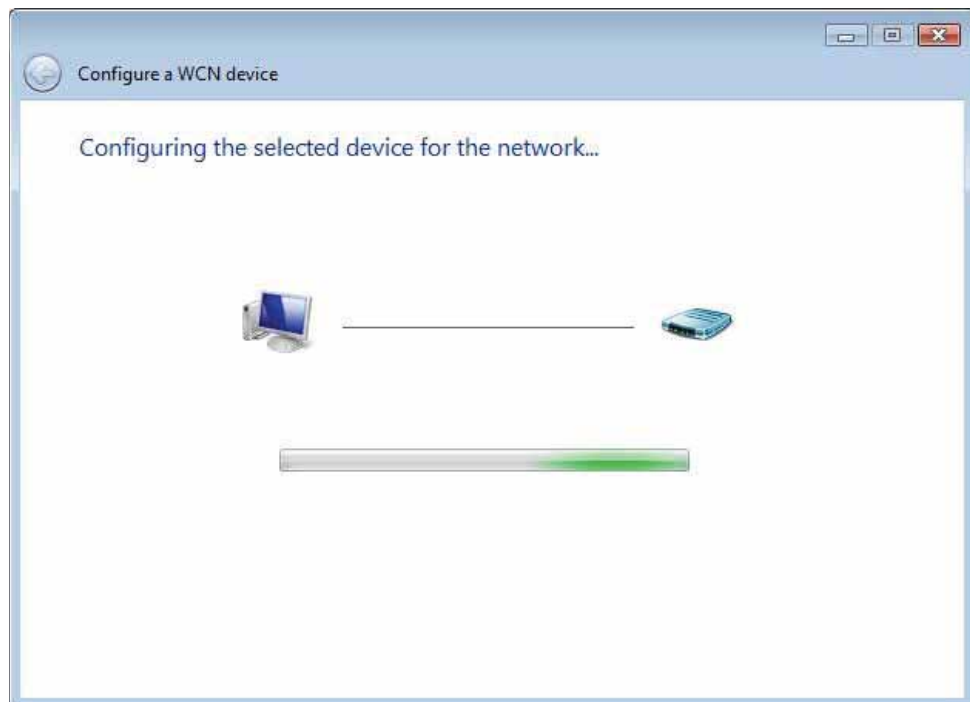 Configure a WCN device
Configuring the selected device for the network...